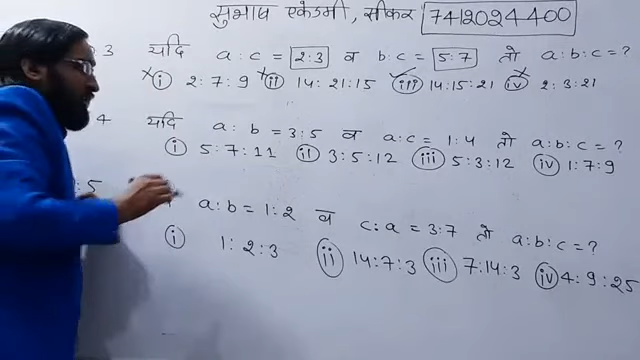 सुभाष एकेडमी, सीकर 7412024400
3 यदि a:c = 2:3 व b:c = 5:7 तो a:b:c = ?
i 2:7:9 ii 14:21:15 iii 14:15:21 iv 2:3:21
4 यदि a:b = 3:5 व a:c = 1:4 तो a:b:c = ?
i 5:7:11 ii 3:5:12 iii 5:3:12 iv 1:7:9
5 a:b = 1:2 व c:a = 3:7 तो a:b:c = ?
i 1:2:3 ii 14:7:3 iii 7:14:3 iv 4:9:25